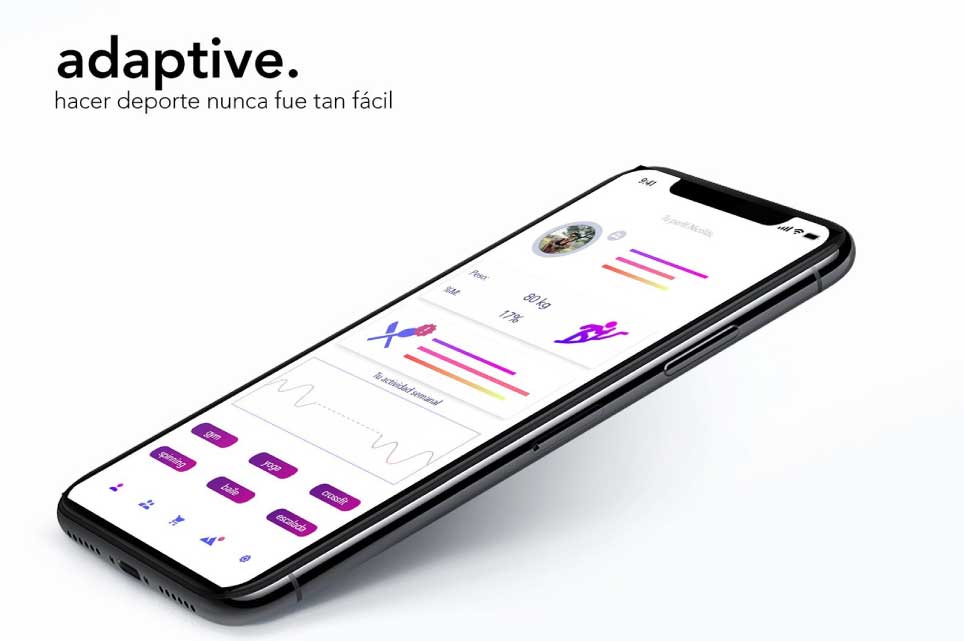 adaptive.
hacer deporte nunca fue tan fácil
9:41
Tu perfil Nicolás.
Peso:
80 kg
%M:
17%
Tu actividad semanal
gym
yoga
crossfit
spinning
baile
escalada